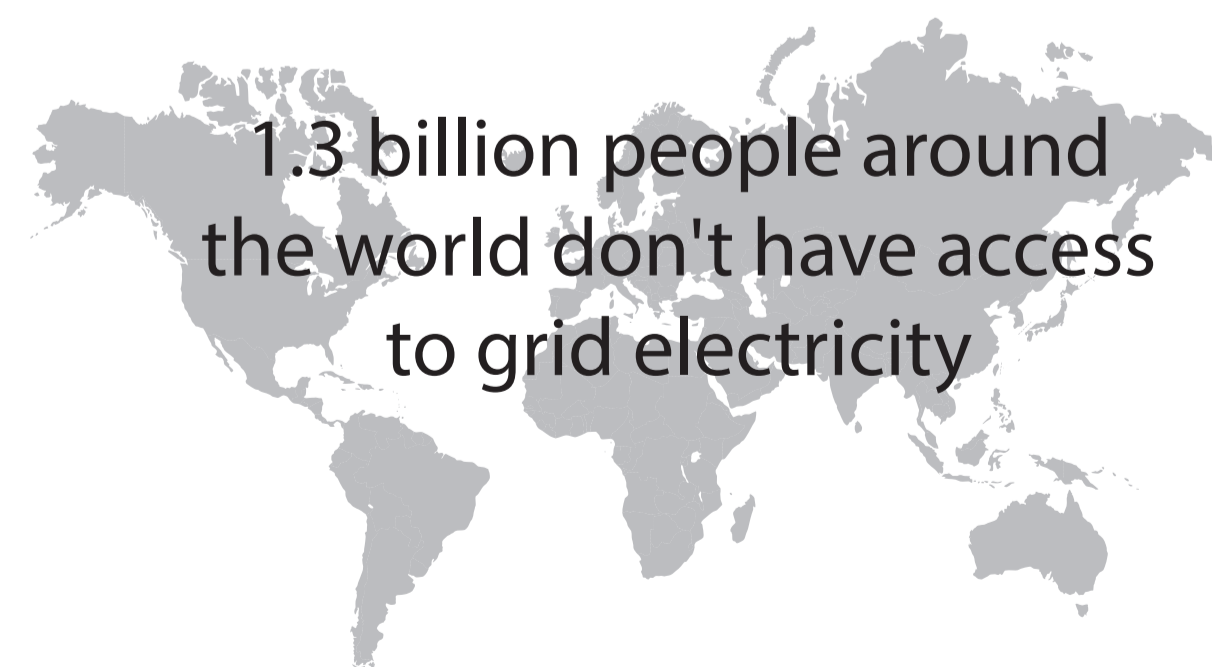 1.3 billion people around
the world don't have access
to grid electricity